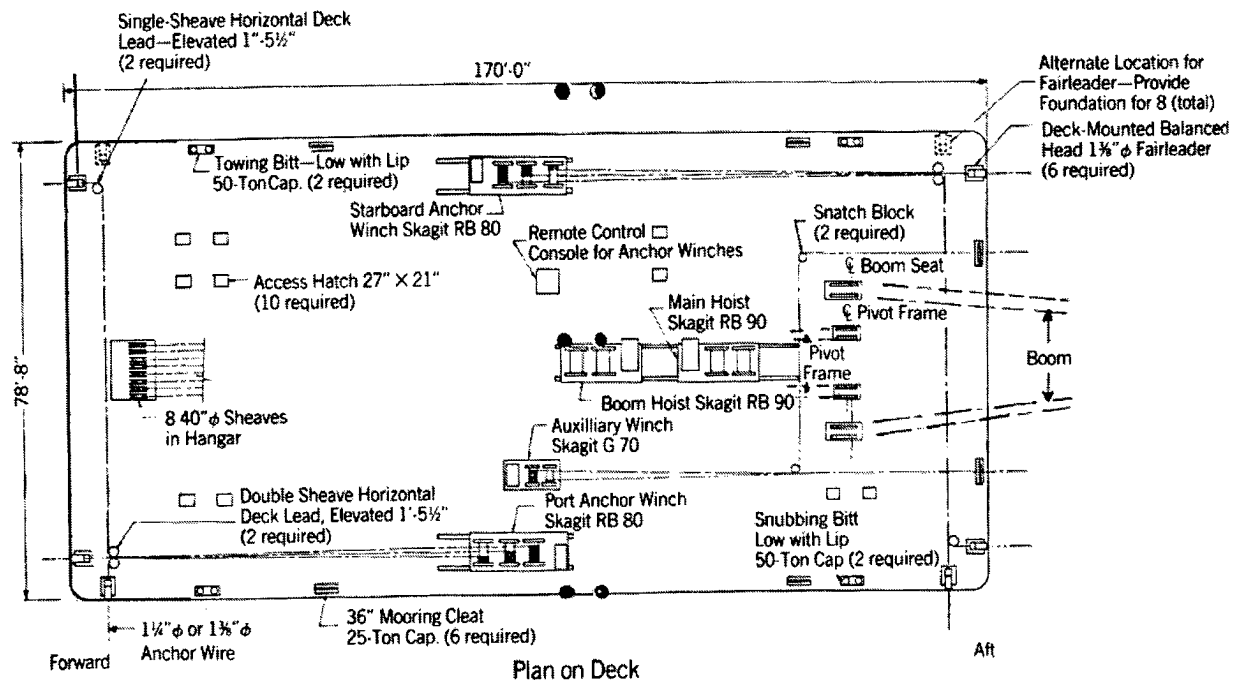 Single-Sheave Horizontal Deck
Lead—Elevated 1"-5½"
(2 required)
170'-0"
Alternate Location for
Fairleader—Provide
Foundation for 8 (total)
Deck-Mounted Balanced
Head 1⅜"ϕ Fairleader
(6 required)
Towing Bitt—Low with Lip
50-Ton Cap. (2 required)
Starboard Anchor
Winch Skagit RB 80
Remote Control
Console for Anchor Winches
Snatch Block
(2 required)
℄ Boom Seat
Access Hatch 27" × 21"
(10 required)
Main Hoist
Skagit RB 90
℄ Pivot Frame
Pivot
Frame
Boom
78'-8"
8 40"ϕ Sheaves
in Hangar
Boom Hoist Skagit RB 90
Auxilliary Winch
Skagit G 70
Double Sheave Horizontal
Deck Lead, Elevated 1'-5½"
(2 required)
Port Anchor Winch
Skagit RB 80
Snubbing Bitt
Low with Lip
50-Ton Cap (2 required)
36" Mooring Cleat
25-Ton Cap. (6 required)
1¼"ϕ or 1⅜"ϕ
Anchor Wire
Forward
Aft
Plan on Deck